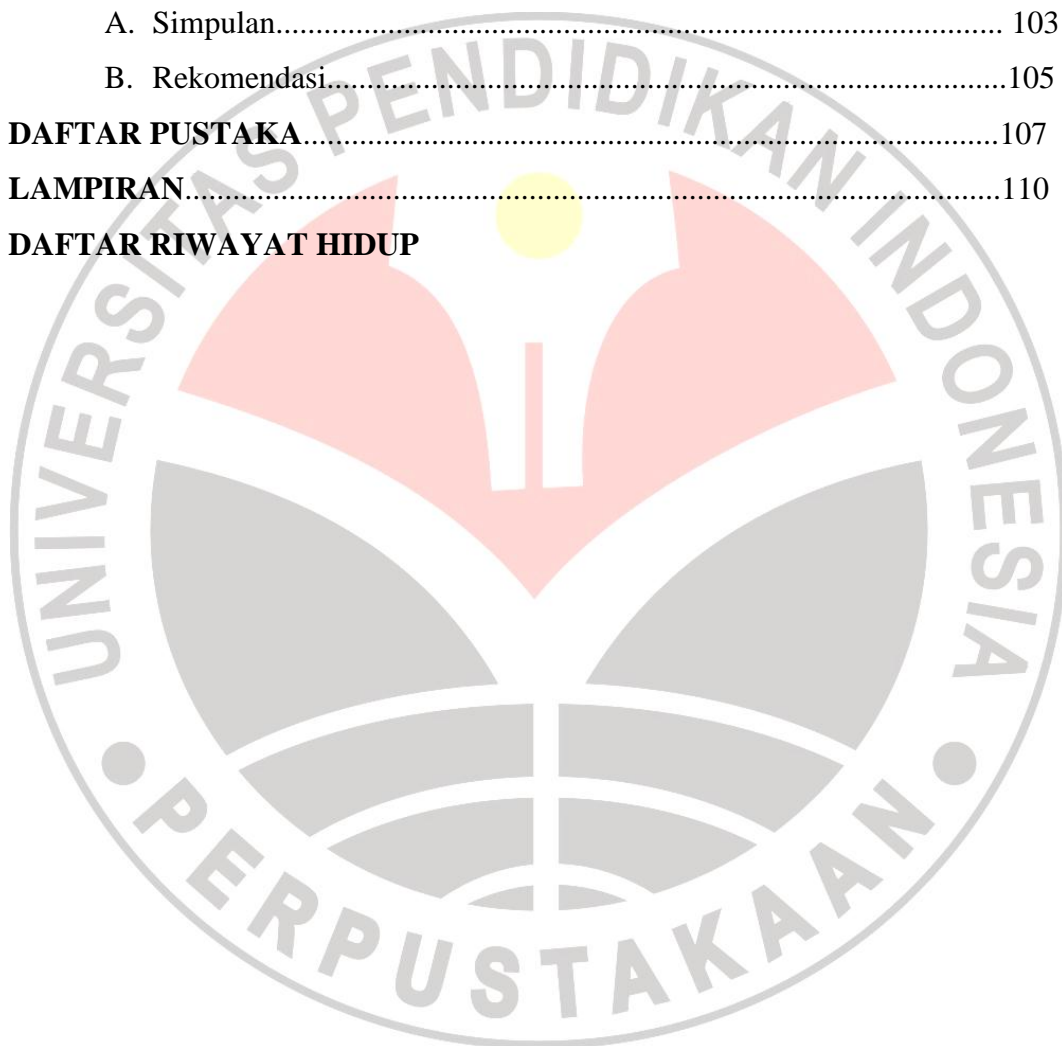 A. Simpulan.................................................................................... 103
B. Rekomendasi..............................................................................105
DAFTAR PUSTAKA................................................................................107
LAMPIRAN..............................................................................................110
DAFTAR RIWAYAT HIDUP
UNIVERSITAS PENDIDIKAN INDONESIA
PERPUSTAKAAN